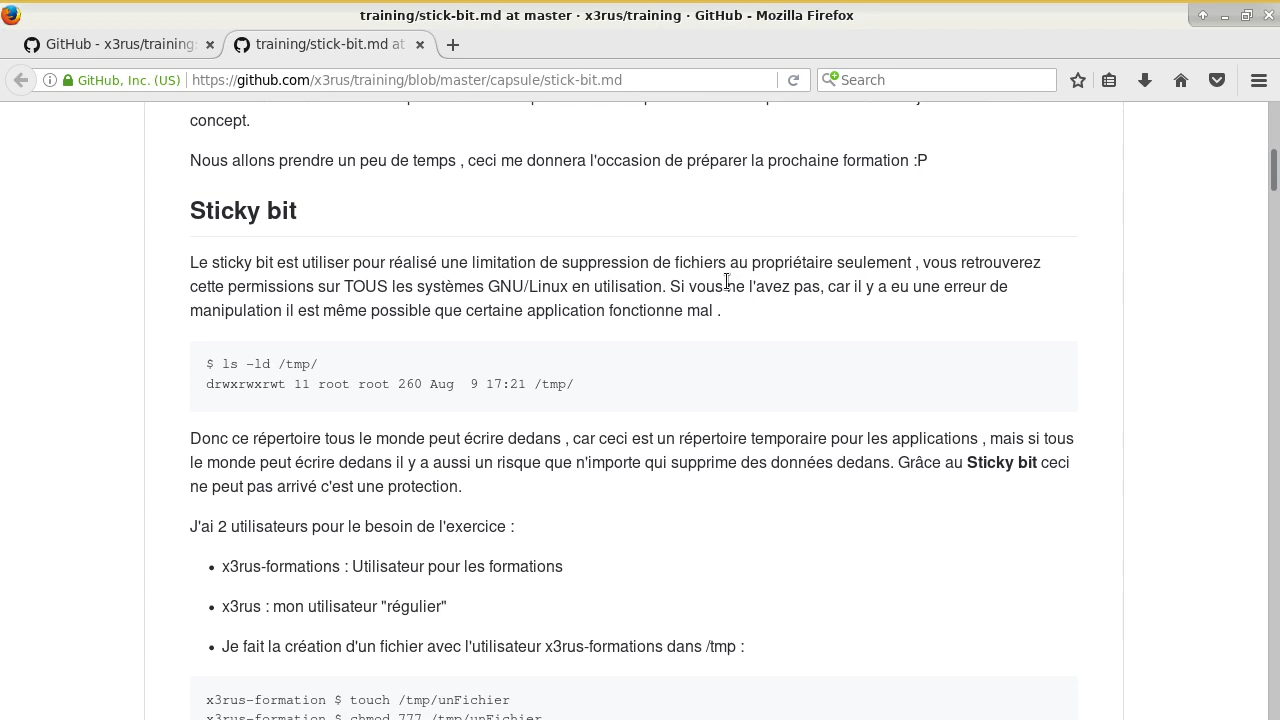 training/stick-bit.md at master · x3rus/training · GitHub - Mozilla Firefox
GitHub - x3rus/training:
training/stick-bit.md at
GitHub, Inc. (US)
https://github.com/x3rus/training/blob/master/capsule/stick-bit.md
Search
concept.
Nous allons prendre un peu de temps , ceci me donnera l'occasion de préparer la prochaine formation :P
Sticky bit
Le sticky bit est utiliser pour réalisé une limitation de suppression de fichiers au propriétaire seulement , vous retrouverez
cette permissions sur TOUS les systèmes GNU/Linux en utilisation. Si vous ne l'avez pas, car il y a eu une erreur de
manipulation il est même possible que certaine application fonctionne mal .
$ ls -ld /tmp/
drwxrwxrwt 11 root root 260 Aug  9 17:21 /tmp/
Donc ce répertoire tous le monde peut écrire dedans , car ceci est un répertoire temporaire pour les applications , mais si tous
le monde peut écrire dedans il y a aussi un risque que n'importe qui supprime des données dedans. Grâce au Sticky bit ceci
ne peut pas arrivé c'est une protection.
J'ai 2 utilisateurs pour le besoin de l'exercice :
• x3rus-formations : Utilisateur pour les formations
• x3rus : mon utilisateur "régulier"
• Je fait la création d'un fichier avec l'utilisateur x3rus-formations dans /tmp :
x3rus-formation $ touch /tmp/unFichier
x3rus-formation $ chmod 777 /tmp/unFichier